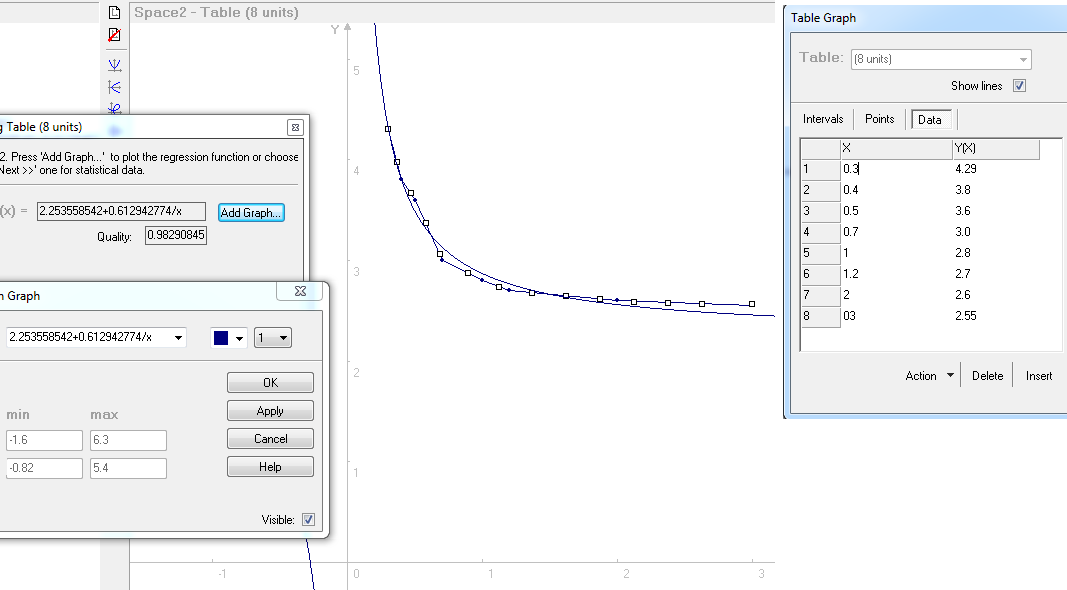 Space2 - Table (8 units)
Y
5
4
3
2
1
-1
0
1
2
3
Table (8 units)
2. Press 'Add Graph...' to plot the regression function or choose
Next >>' one for statistical data.
(x) =
2.253558542+0.612942774/x
Add Graph...
Quality:
0.98290845
Graph
2.253558542+0.612942774/x
1
OK
min
max
Apply
-1.6
6.3
Cancel
-0.82
5.4
Help
Visible:
Table Graph
Table:
(8 units)
Show lines
Intervals
Points
Data
X
Y(X)
1 0.3 4.29
2 0.4 3.8
3 0.5 3.6
4 0.7 3.0
5 1 2.8
6 1.2 2.7
7 2 2.6
8 03 2.55
Action
Delete
Insert